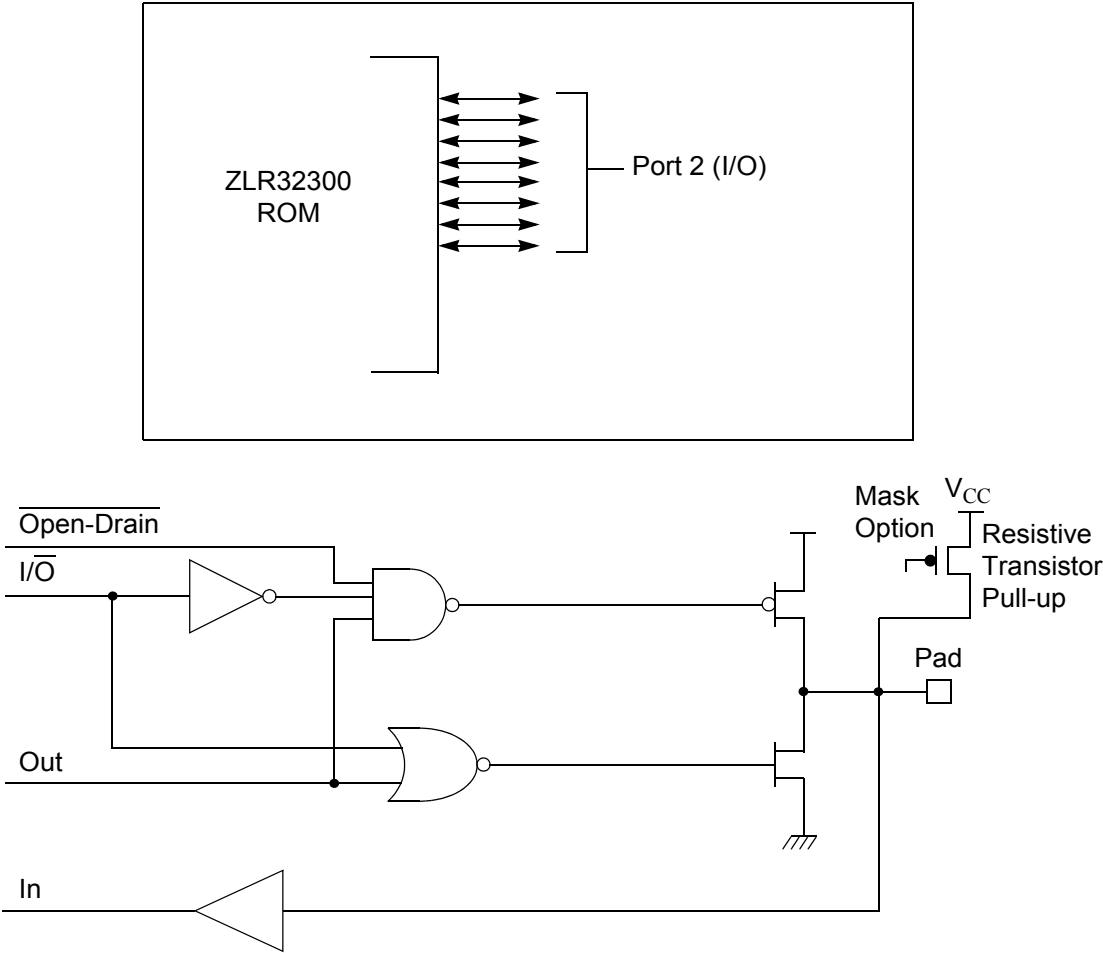 ZLR32300
ROM
Port 2 (I/O)
Open-Drain
I/O
Mask
Option
VCC
Resistive
Transistor
Pull-up
Pad
Out
In